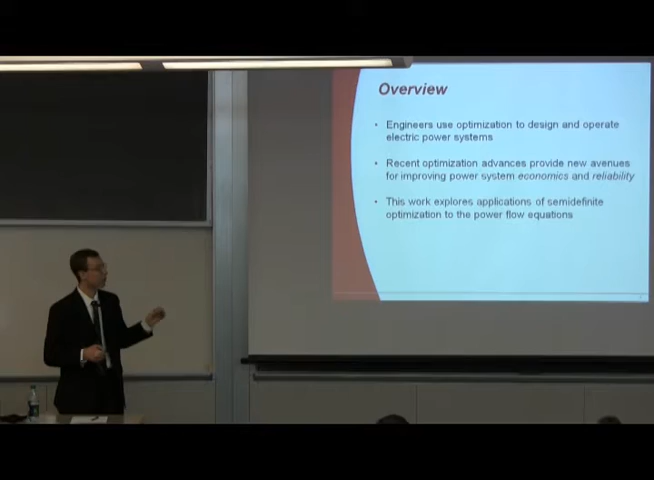 Overview
• Engineers use optimization to design and operate
electric power systems
• Recent optimization advances provide new avenues
for improving power system economics and reliability
• This work explores applications of semidefinite
optimization to the power flow equations